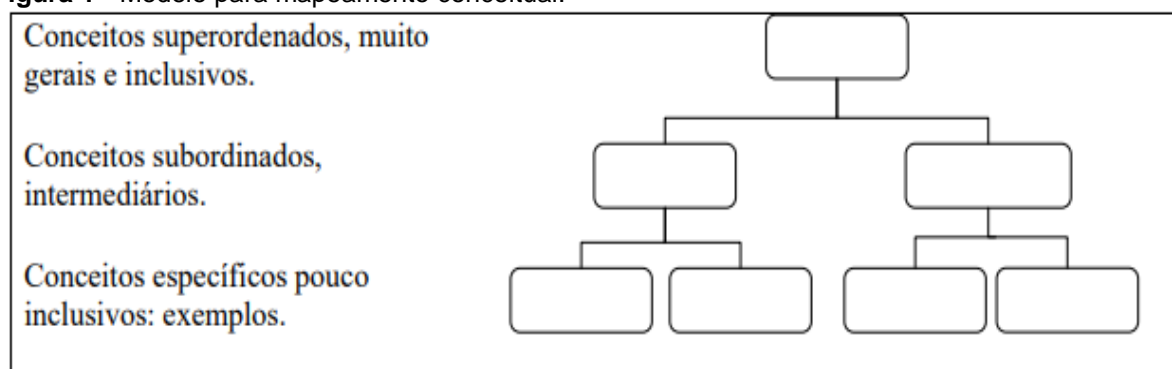 igura 1 - Modelo para mapeamento conceitual.
Conceitos superordenados, muito
gerais e inclusivos.
Conceitos subordinados,
intermediários.
Conceitos específicos pouco
inclusivos: exemplos.